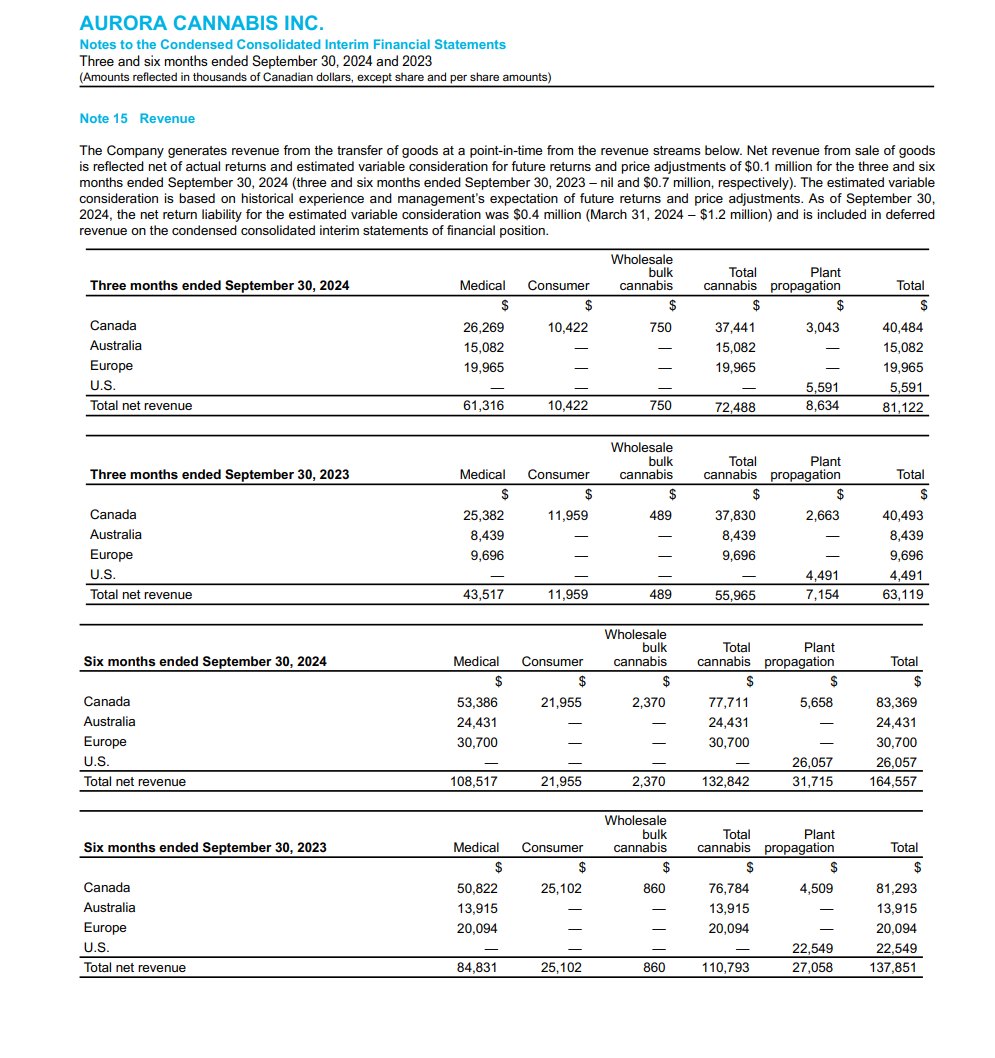 AURORA CANNABIS INC.
Notes to the Condensed Consolidated Interim Financial Statements
Three and six months ended September 30, 2024 and 2023
(Amounts reflected in thousands of Canadian dollars, except share and per share amounts)
Note 15 Revenue
The Company generates revenue from the transfer of goods at a point-in-time from the revenue streams below. Net revenue from sale of goods
is reflected net of actual returns and estimated variable consideration for future returns and price adjustments of $0.1 million for the three and six
months ended September 30, 2024 (three and six months ended September 30, 2023 – nil and $0.7 million, respectively). The estimated variable
consideration is based on historical experience and management's expectation of future returns and price adjustments. As of September 30,
2024, the net return liability for the estimated variable consideration was $0.4 million (March 31, 2024 – $1.2 million) and is included in deferred
revenue on the condensed consolidated interim statements of financial position.
Wholesale
bulk Total Plant
Three months ended September 30, 2024 Medical Consumer cannabis cannabis propagation Total
$ $ $ $ $ $
Canada 26,269 10,422 750 37,441 3,043 40,484
Australia 15,082 — — 15,082 — 15,082
Europe 19,965 — — 19,965 — 19,965
U.S. — — — — 5,591 5,591
Total net revenue 61,316 10,422 750 72,488 8,634 81,122
Wholesale
bulk Total Plant
Three months ended September 30, 2023 Medical Consumer cannabis cannabis propagation Total
$ $ $ $ $ $
Canada 25,382 11,959 489 37,830 2,663 40,493
Australia 8,439 — — 8,439 — 8,439
Europe 9,696 — — 9,696 — 9,696
U.S. — — — — 4,491 4,491
Total net revenue 43,517 11,959 489 55,965 7,154 63,119
Wholesale
bulk Total Plant
Six months ended September 30, 2024 Medical Consumer cannabis cannabis propagation Total
$ $ $ $ $ $
Canada 53,386 21,955 2,370 77,711 5,658 83,369
Australia 24,431 — — 24,431 — 24,431
Europe 30,700 — — 30,700 — 30,700
U.S. — — — — 26,057 26,057
Total net revenue 108,517 21,955 2,370 132,842 31,715 164,557
Wholesale
bulk Total Plant
Six months ended September 30, 2023 Medical Consumer cannabis cannabis propagation Total
$ $ $ $ $ $
Canada 50,822 25,102 860 76,784 4,509 81,293
Australia 13,915 — — 13,915 — 13,915
Europe 20,094 — — 20,094 — 20,094
U.S. — — — — 22,549 22,549
Total net revenue 84,831 25,102 860 110,793 27,058 137,851